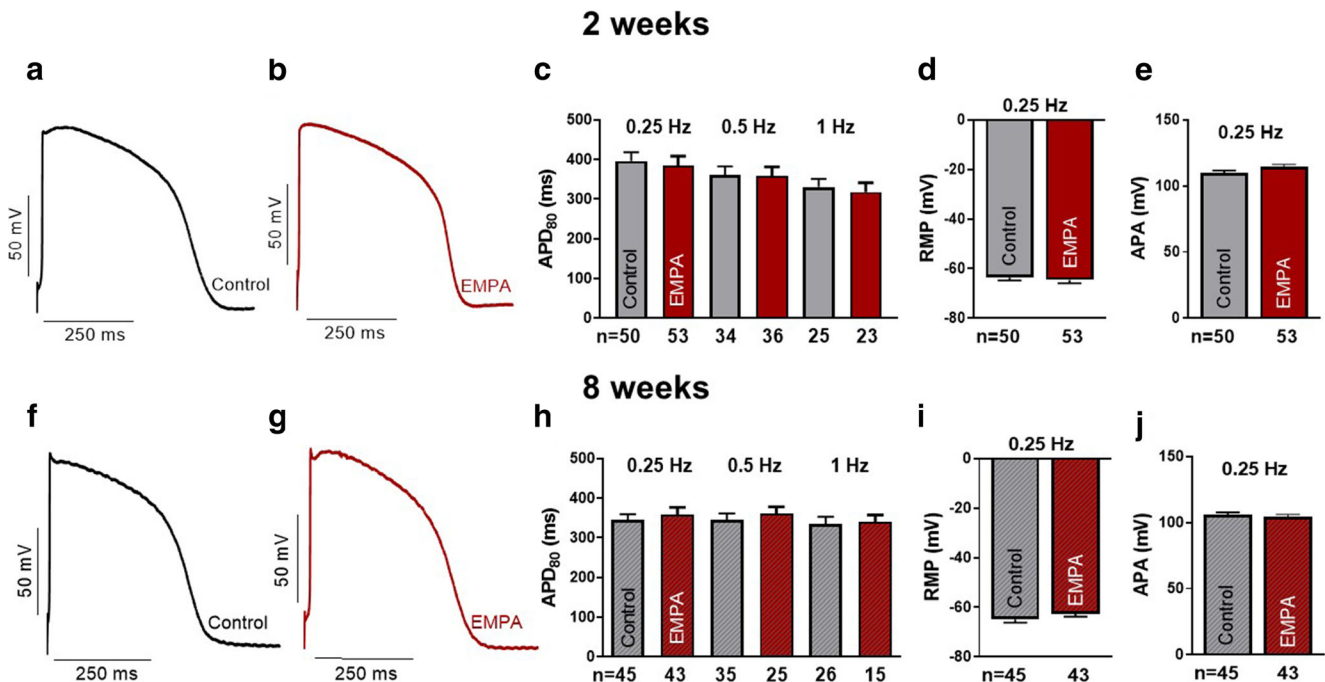 2 weeks
a
b
c
d
e
50 mV
Control
250 ms
50 mV
EMPA
250 ms
APD80 (ms)
500
400
300
200
100
0
0.25 Hz 0.5 Hz 1 Hz
Control
EMPA
n=50 53 34 36 25 23
RMP (mV)
0.25 Hz
0
-20
-40
-60
-80
Control
EMPA
n=50 53
APA (mV)
150
100
50
0
0.25 Hz
Control
EMPA
n=50 53
8 weeks
f
g
h
i
j
50 mV
Control
250 ms
50 mV
EMPA
250 ms
APD80 (ms)
500
400
300
200
100
0
0.25 Hz 0.5 Hz 1 Hz
Control
EMPA
n=45 43 35 25 26 15
RMP (mV)
0.25 Hz
0
-20
-40
-60
-80
Control
EMPA
n=45 43
APA (mV)
150
100
50
0
0.25 Hz
Control
EMPA
n=45 43